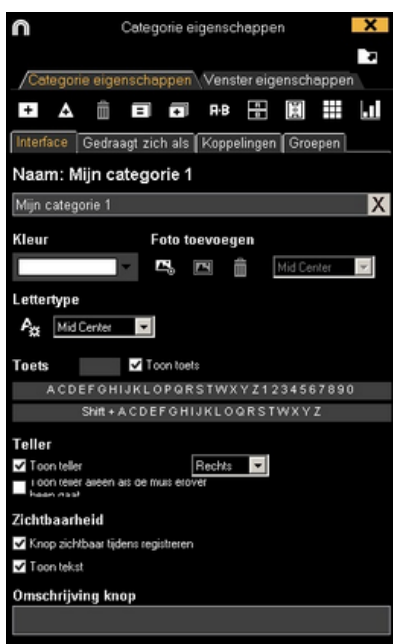 Categorie eigenschappen
X
Categorie eigenschappen Venster eigenschappen
A-B
Interface Gedraagt zich als Koppelingen Groepen
Naam: Mijn categorie 1
Mijn categorie 1 X
Kleur Foto toevoegen
Mid Center
Lettertype
Mid Center
Toets Toon toets
A C D E F G H I J K L O P Q R S T W X Y Z 1 2 3 4 5 6 7 8 9 0
Shift + A C D E F G H I J K L O Q R S T W X Y Z
Teller
Toon teller Rechts
Toon teller alleen als de muis erover
heen gaat
Zichtbaarheid
Knop zichtbaar tijdens registreren
Toon tekst
Omschrijving knop